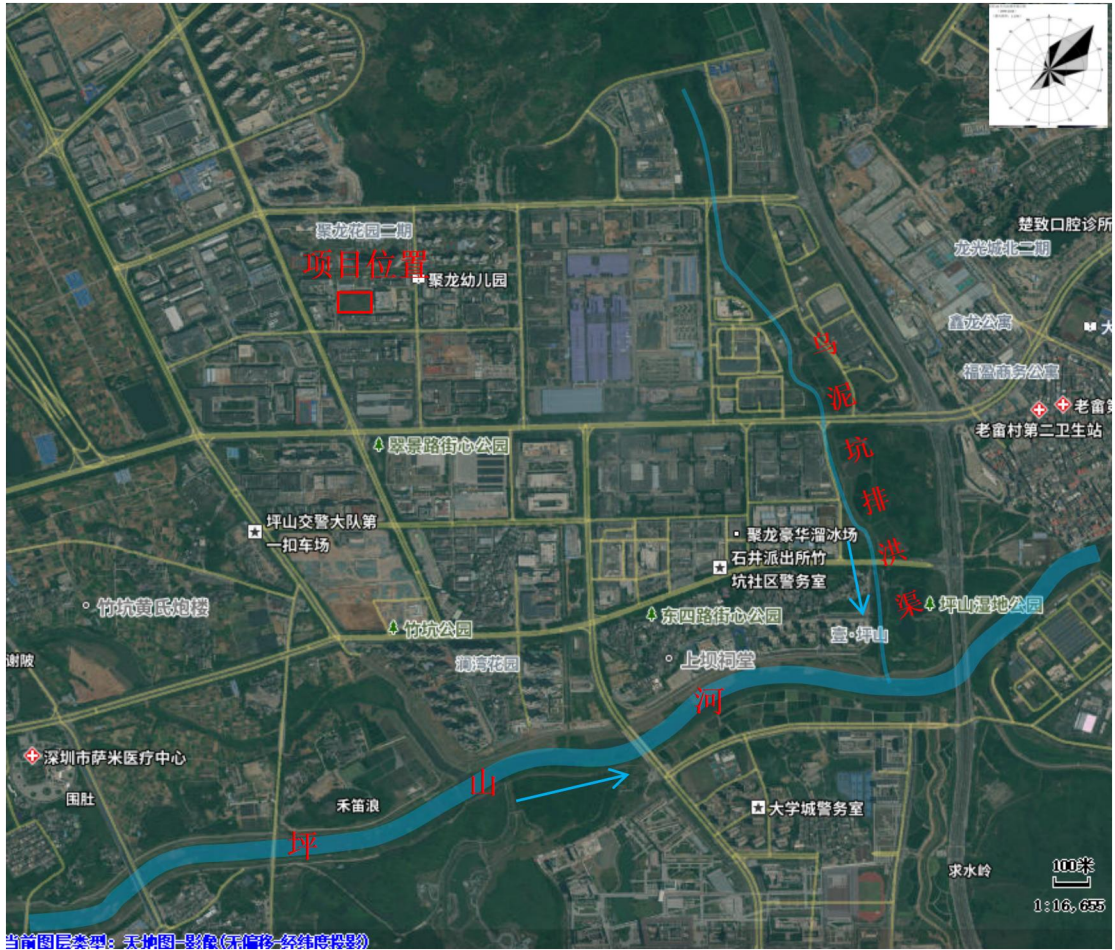 楚致口腔诊所
聚龙花园二期
龙光城北二期
项目位置
聚龙幼儿园
鑫龙公寓
大
乌
泥
坑
排
洪
渠
福盈商务公寓
老畲第
老畲村第二卫生站
翠景路街心公园
坪山交警大队第
一扣车场
聚龙豪华溜冰场
石井派出所竹
坑社区警务室
竹坑黄氏炮楼
坪山湿地公园
东四路街心公园
竹坑公园
壹·坪山
谢陂
澜湾花园
上坝祠堂
河
山
坪
深圳市萨米医疗中心
围肚
禾笛浪
大学城警务室
求水岭
100米
1:16,655
当前图层类型：天地图-影像(无偏移-经纬度投影)